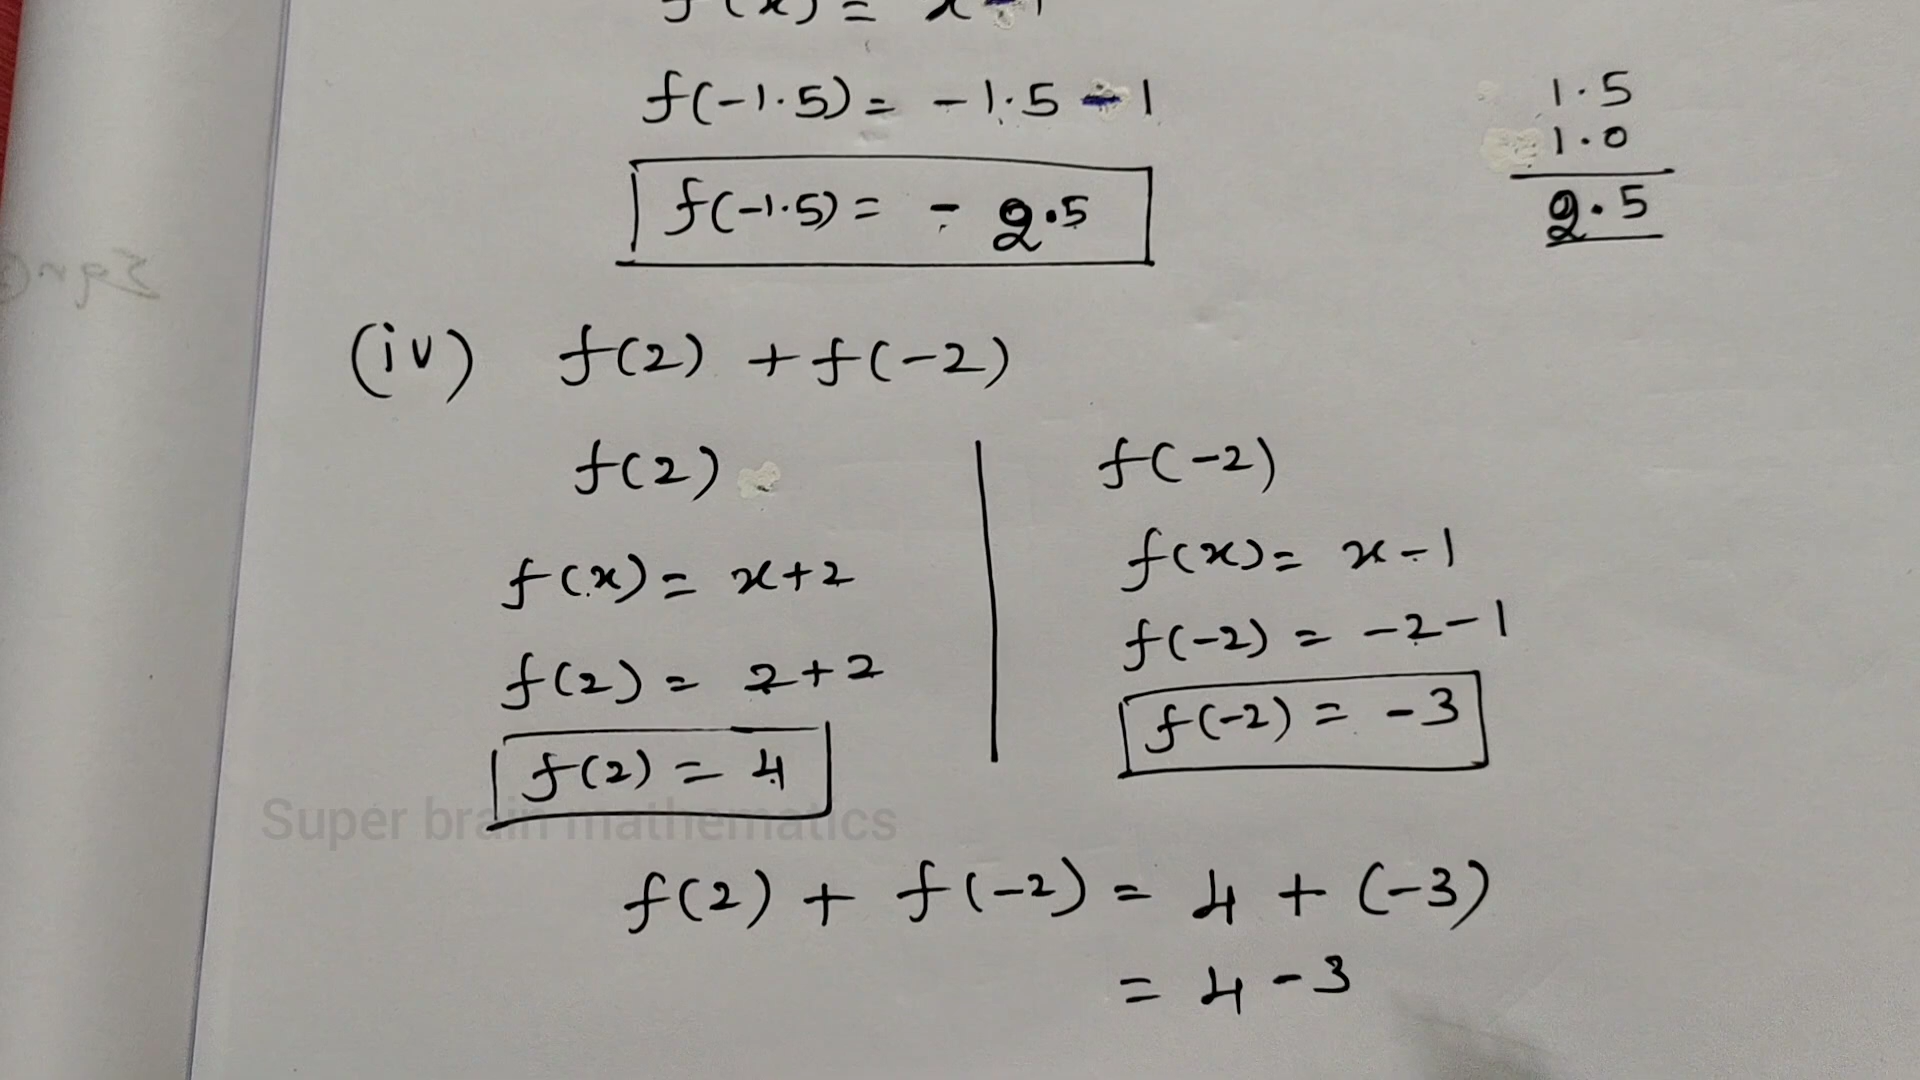 f(x) = x - 1
f(-1.5) = -1.5 - 1
1.5
1.0
2.5
f(-1.5) = - 2.5
(iv) f(2) + f(-2)
f(2)
f(x) = x+2
f(2) = 2+2
f(2) = 4
f(-2)
f(x) = x-1
f(-2) = -2-1
f(-2) = -3
Super brain mathematics
f(2) + f(-2) = 4 + (-3)
= 4 - 3